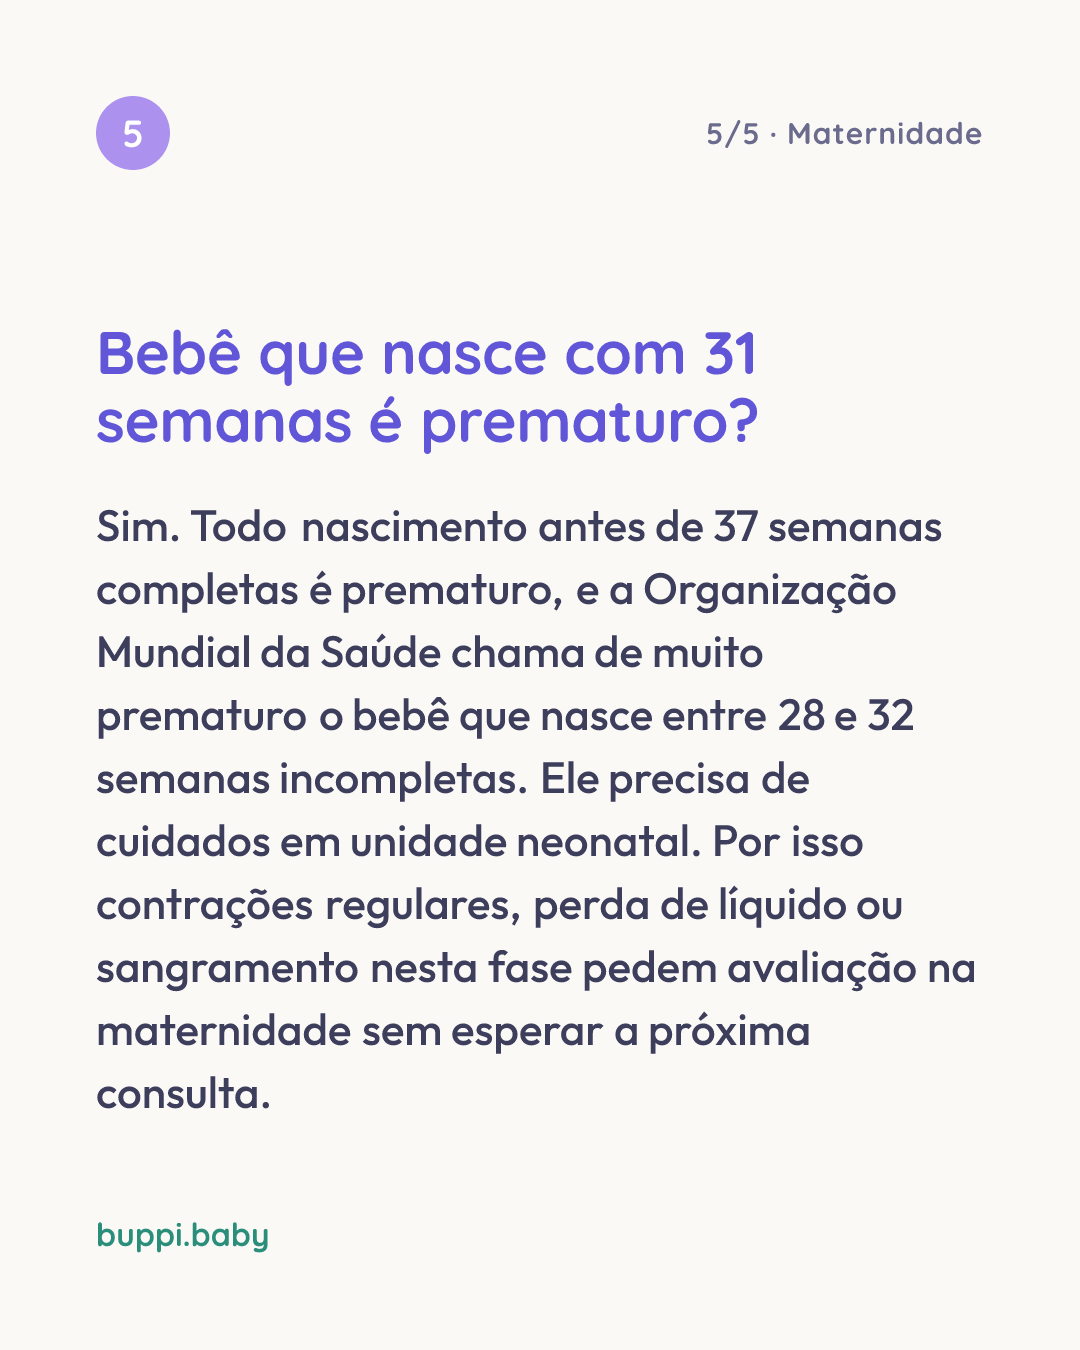 5
5/5 · Maternidade
Bebê que nasce com 31
semanas é prematuro?
Sim. Todo nascimento antes de 37 semanas
completas é prematuro, e a Organização
Mundial da Saúde chama de muito
prematuro o bebê que nasce entre 28 e 32
semanas incompletas. Ele precisa de
cuidados em unidade neonatal. Por isso
contrações regulares, perda de líquido ou
sangramento nesta fase pedem avaliação na
maternidade sem esperar a próxima
consulta.
buppi.baby